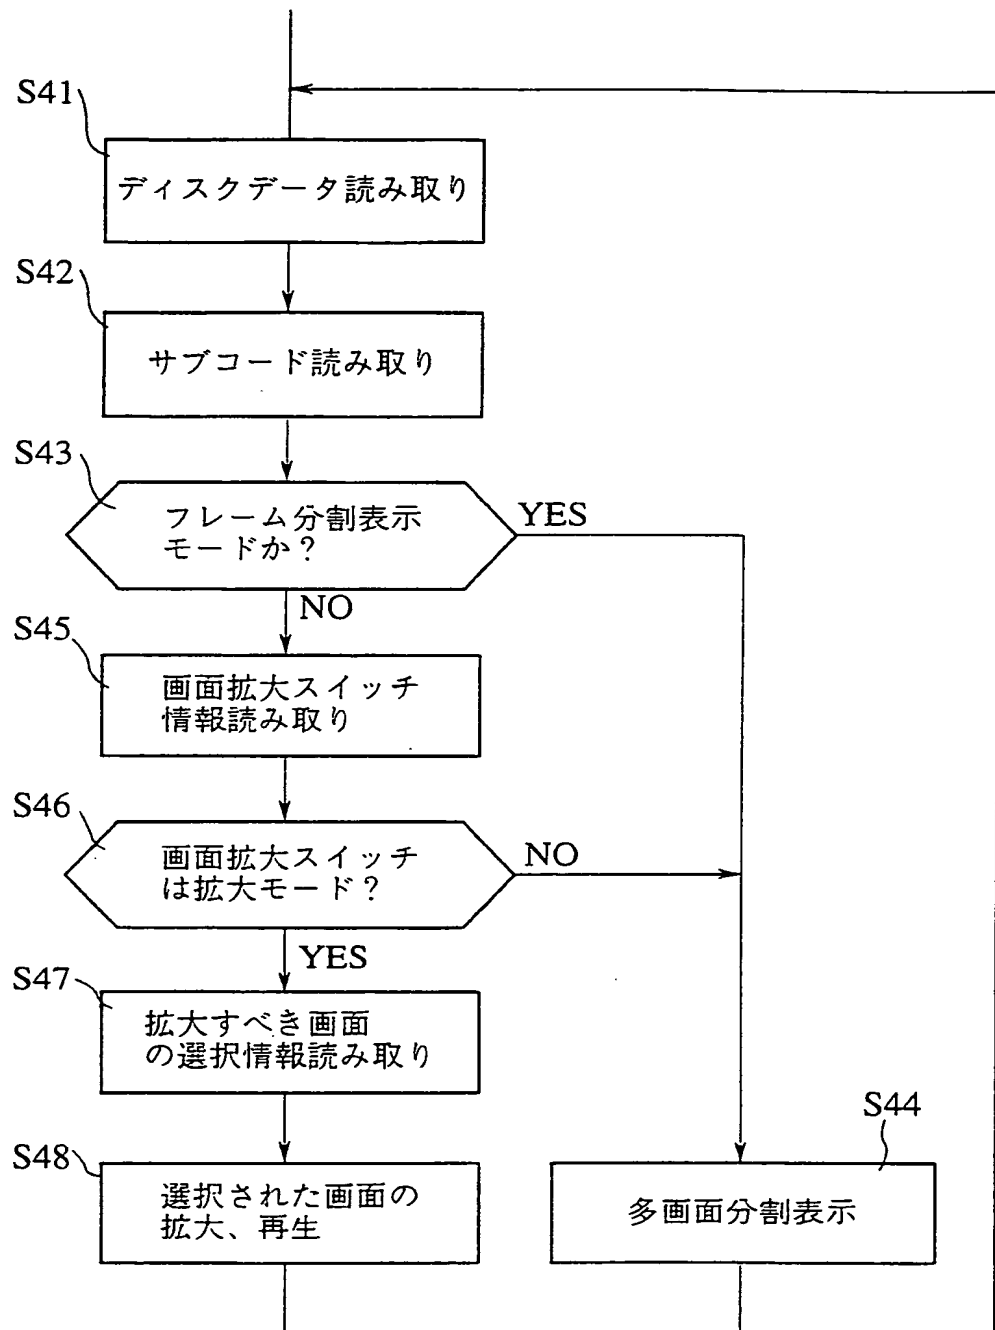 S41
ディスクデータ読み取り
S42
サブコード読み取り
S43
フレーム分割表示
モードか？
YES
NO
S45
画面拡大スイッチ
情報読み取り
S46
画面拡大スイッチ
は拡大モード？
NO
YES
S47
拡大すべき画面
の選択情報読み取り
S44
S48
選択された画面の
拡大、再生
多画面分割表示